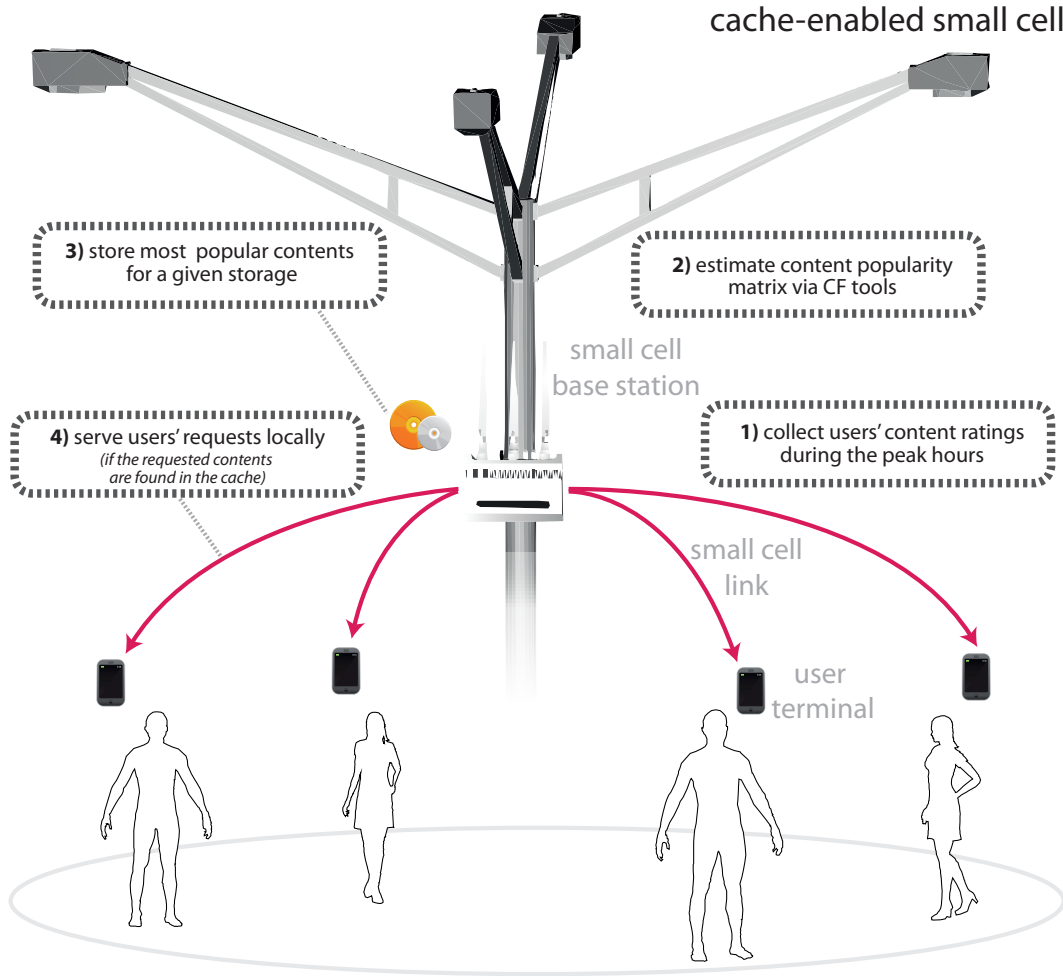 cache-enabled small cell
3) store most popular contents
for a given storage
2) estimate content popularity
matrix via CF tools
small cell
base station
4) serve users' requests locally
(if the requested contents
are found in the cache)
1) collect users' content ratings
during the peak hours
small cell
link
user
terminal